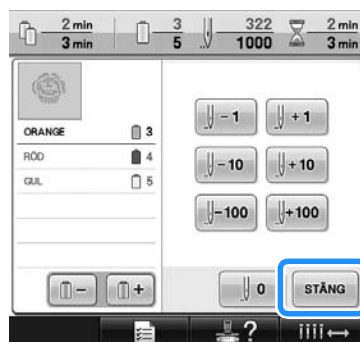 2 min 3 322 2 min
3 min 5 1000 3 min
ORANGE 3
RÖD 4
GUL 5
- 1 + 1
- 10 + 10
- 100 + 100
- +
0 STÄNG
?